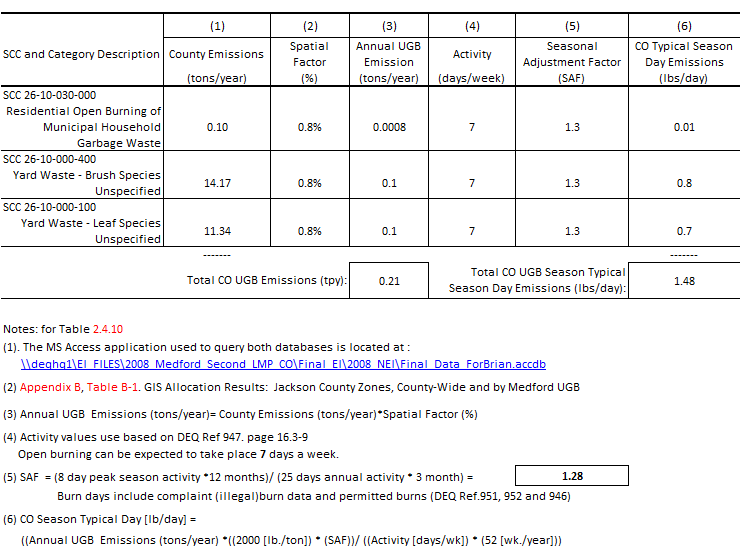 (1) (2) (3) (4) (5) (6)
SCC and Category Description County Emissions (tons/year) Spatial Factor (%) Annual UGB Emission (tons/year) Activity (days/week) Seasonal Adjustment Factor (SAF) CO Typical Season Day Emissions (lbs/day)
SCC 26-10-030-000
Residential Open Burning of
Municipal Household 0.10 0.8% 0.0008 7 1.3 0.01
Garbage Waste
SCC 26-10-000-400
Yard Waste - Brush Species 14.17 0.8% 0.1 7 1.3 0.8
Unspecified
SCC 26-10-000-100
Yard Waste - Leaf Species 11.34 0.8% 0.1 7 1.3 0.7
Unspecified
------- -------
Total CO UGB Emissions (tpy): 0.21 Total CO UGB Season Typical
Season Day Emissions (lbs/day): 1.48
Notes: for Table 2.4.10
(1). The MS Access application used to query both databases is located at :
\\deqhq1\EI_FILES\2008_Medford_Second_LMP_CO\Final_EI\2008_NEI\Final_Data_ForBrian.accdb
(2) Appendix B, Table B-1. GIS Allocation Results: Jackson County Zones, County-Wide and by Medford UGB
(3) Annual UGB Emissions (tons/year)= County Emissions (tons/year)*Spatial Factor (%)
(4) Activity values use based on DEQ Ref 947. page 16.3-9
Open burning can be expected to take place 7 days a week.
(5) SAF = (8 day peak season activity *12 months)/ (25 days annual activity * 3 month) = 1.28
Burn days include complaint (illegal)burn data and permitted burns (DEQ Ref.951, 952 and 946)
(6) CO Season Typical Day [lb/day] =
((Annual UGB Emissions (tons/year) *((2000 [lb./ton]) * (SAF))/ ((Activity [days/wk]) * (52 [wk./year]))